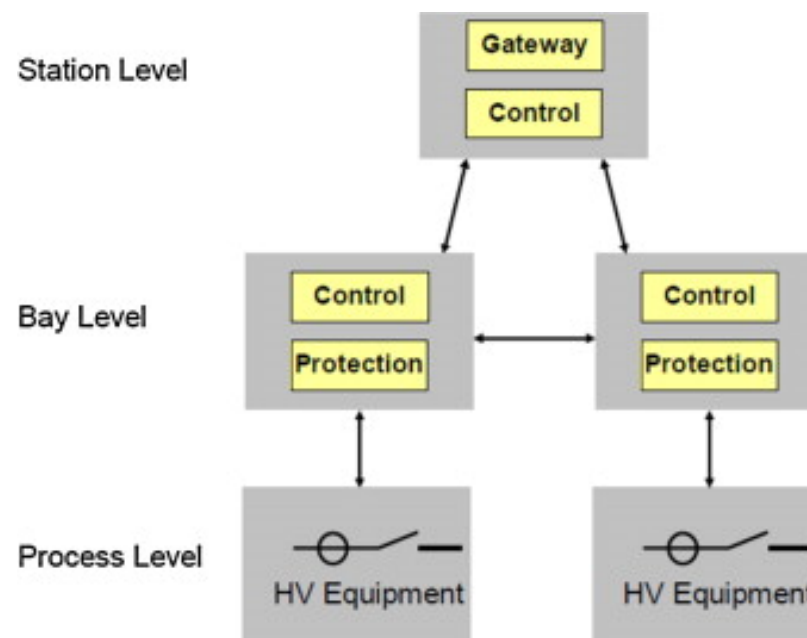 Station Level
Gateway
Control
Bay Level
Control
Protection
Control
Protection
Process Level
HV Equipment
HV Equipment